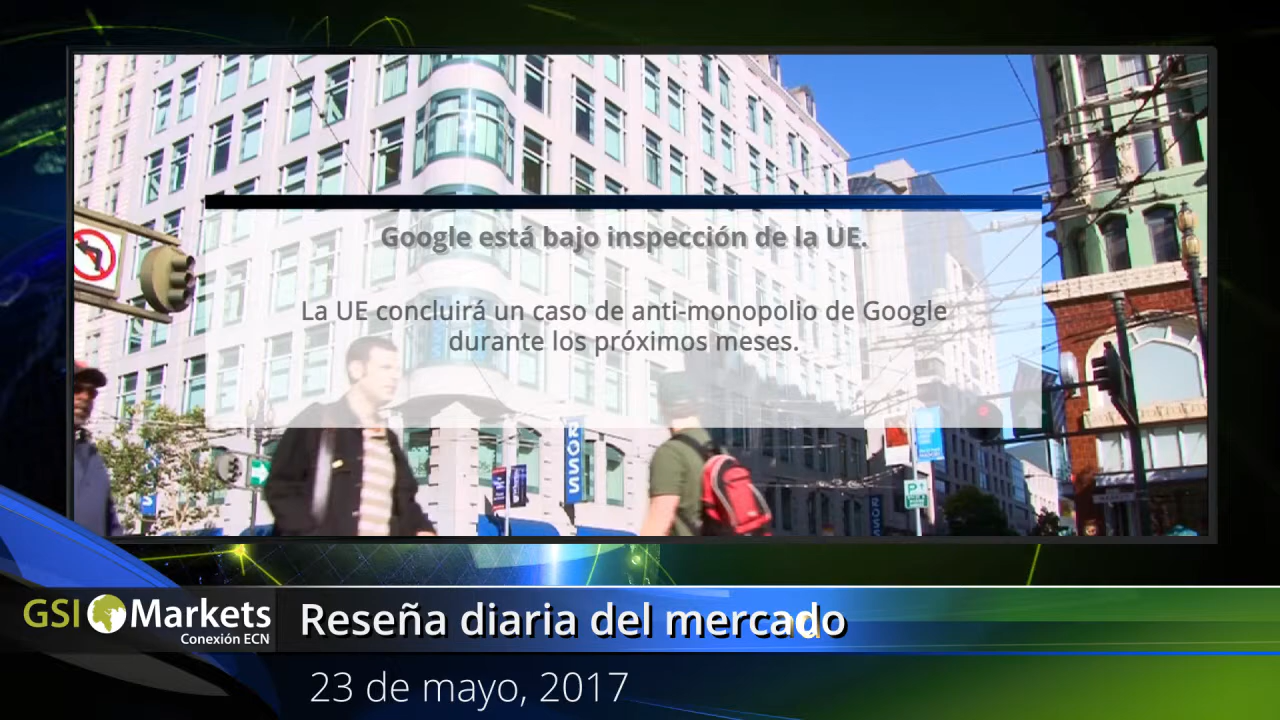 Google está bajo inspección de la UE.
La UE concluirá un caso de anti-monopolio de Google
durante los próximos meses.
ROSS
ROSS
P
GSI Markets
Conexión ECN
Reseña diaria del mercado
23 de mayo, 2017